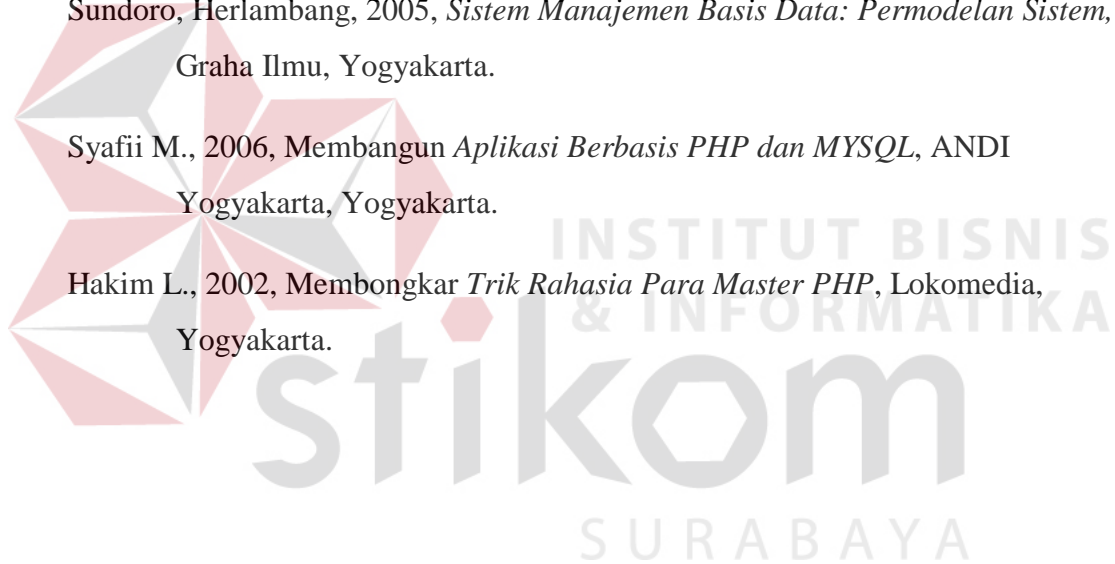 Sundoro, Herlambang, 2005, Sistem Manajemen Basis Data: Permodelan Sistem,
Graha Ilmu, Yogyakarta.
Syafii M., 2006, Membangun Aplikasi Berbasis PHP dan MYSQL, ANDI
Yogyakarta, Yogyakarta.
Hakim L., 2002, Membongkar Trik Rahasia Para Master PHP, Lokomedia,
Yogyakarta.
INSTITUT BISNIS
& INFORMATIKA
stikom
SURABAYA